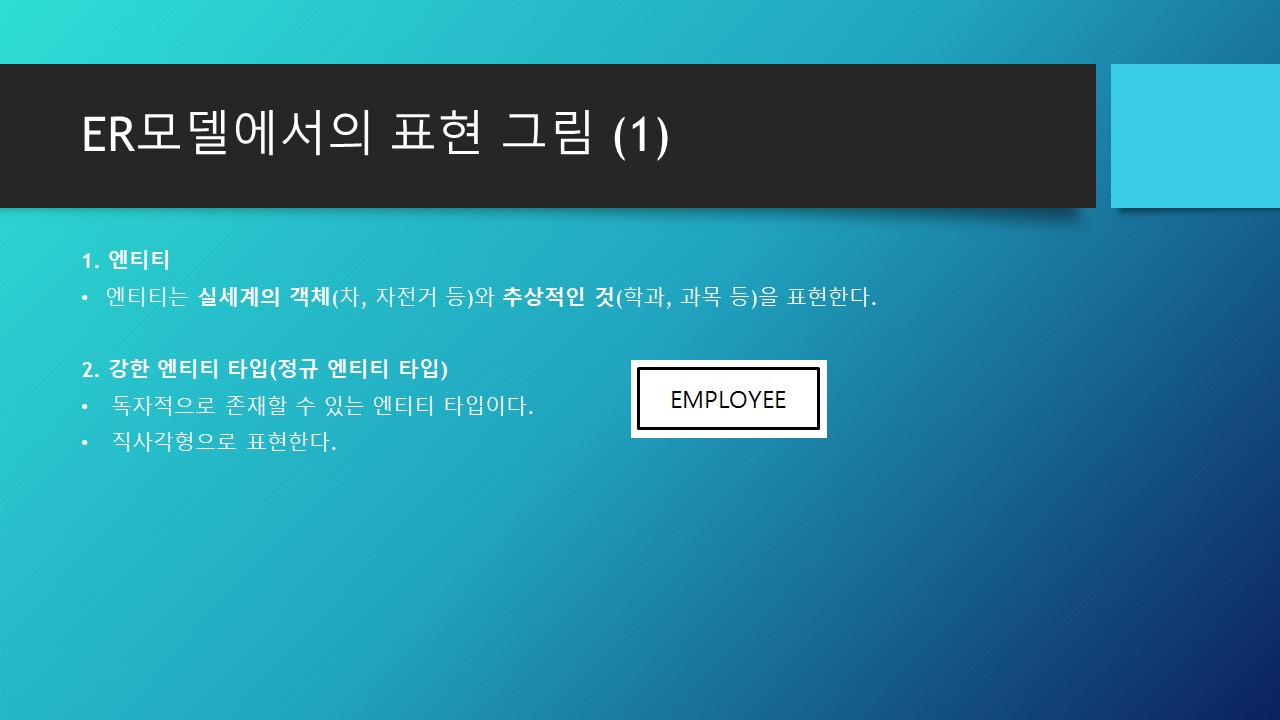 ER모델에서의 표현 그림 (1)
1. 엔티티
• 엔티티는 실세계의 객체(차, 자전거 등)와 추상적인 것(학과, 과목 등)을 표현한다.
2. 강한 엔티티 타입(정규 엔티티 타입)
• 독자적으로 존재할 수 있는 엔티티 타입이다.
• 직사각형으로 표현한다.
EMPLOYEE